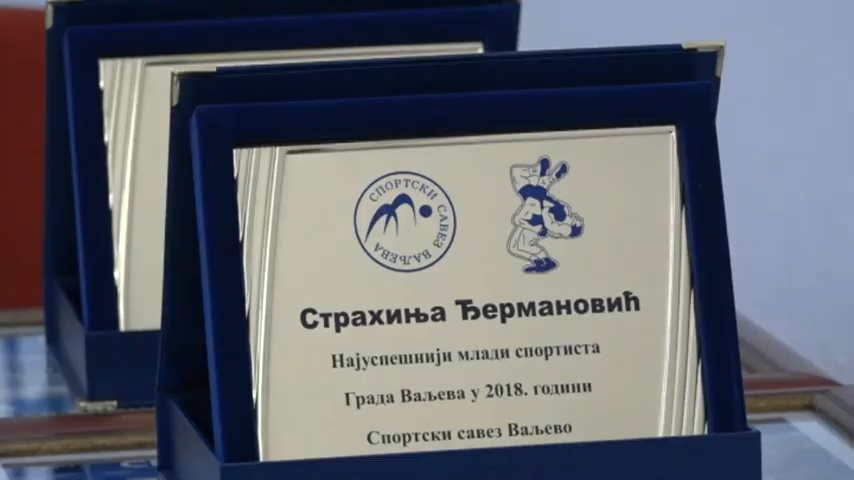 СПОРТСКИ САВЕЗ ВАЉЕВА
Страхиња Ђермановић
Најуспешнији млади спортиста
Града Ваљева у 2018. години
Спортски савез Ваљево